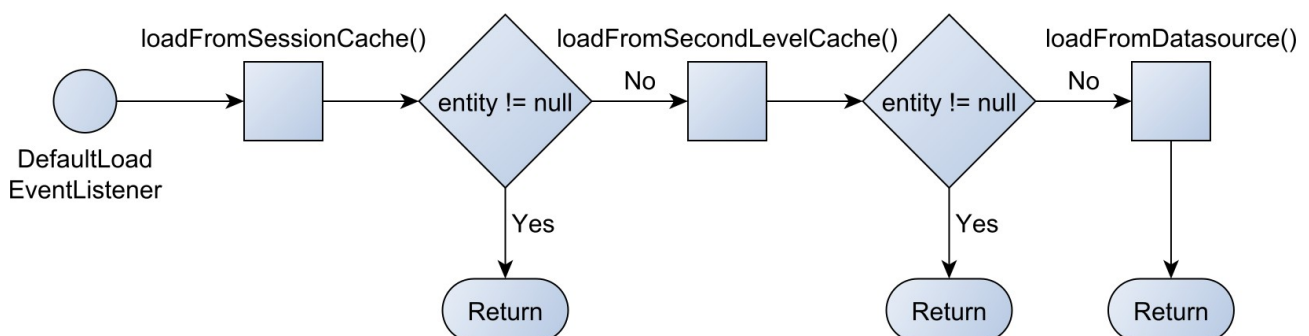 loadFromSessionCache()
loadFromSecondLevelCache()
loadFromDatasource()
DefaultLoad
EventListener
entity != null
No
entity != null
No
Yes
Yes
Return
Return
Return